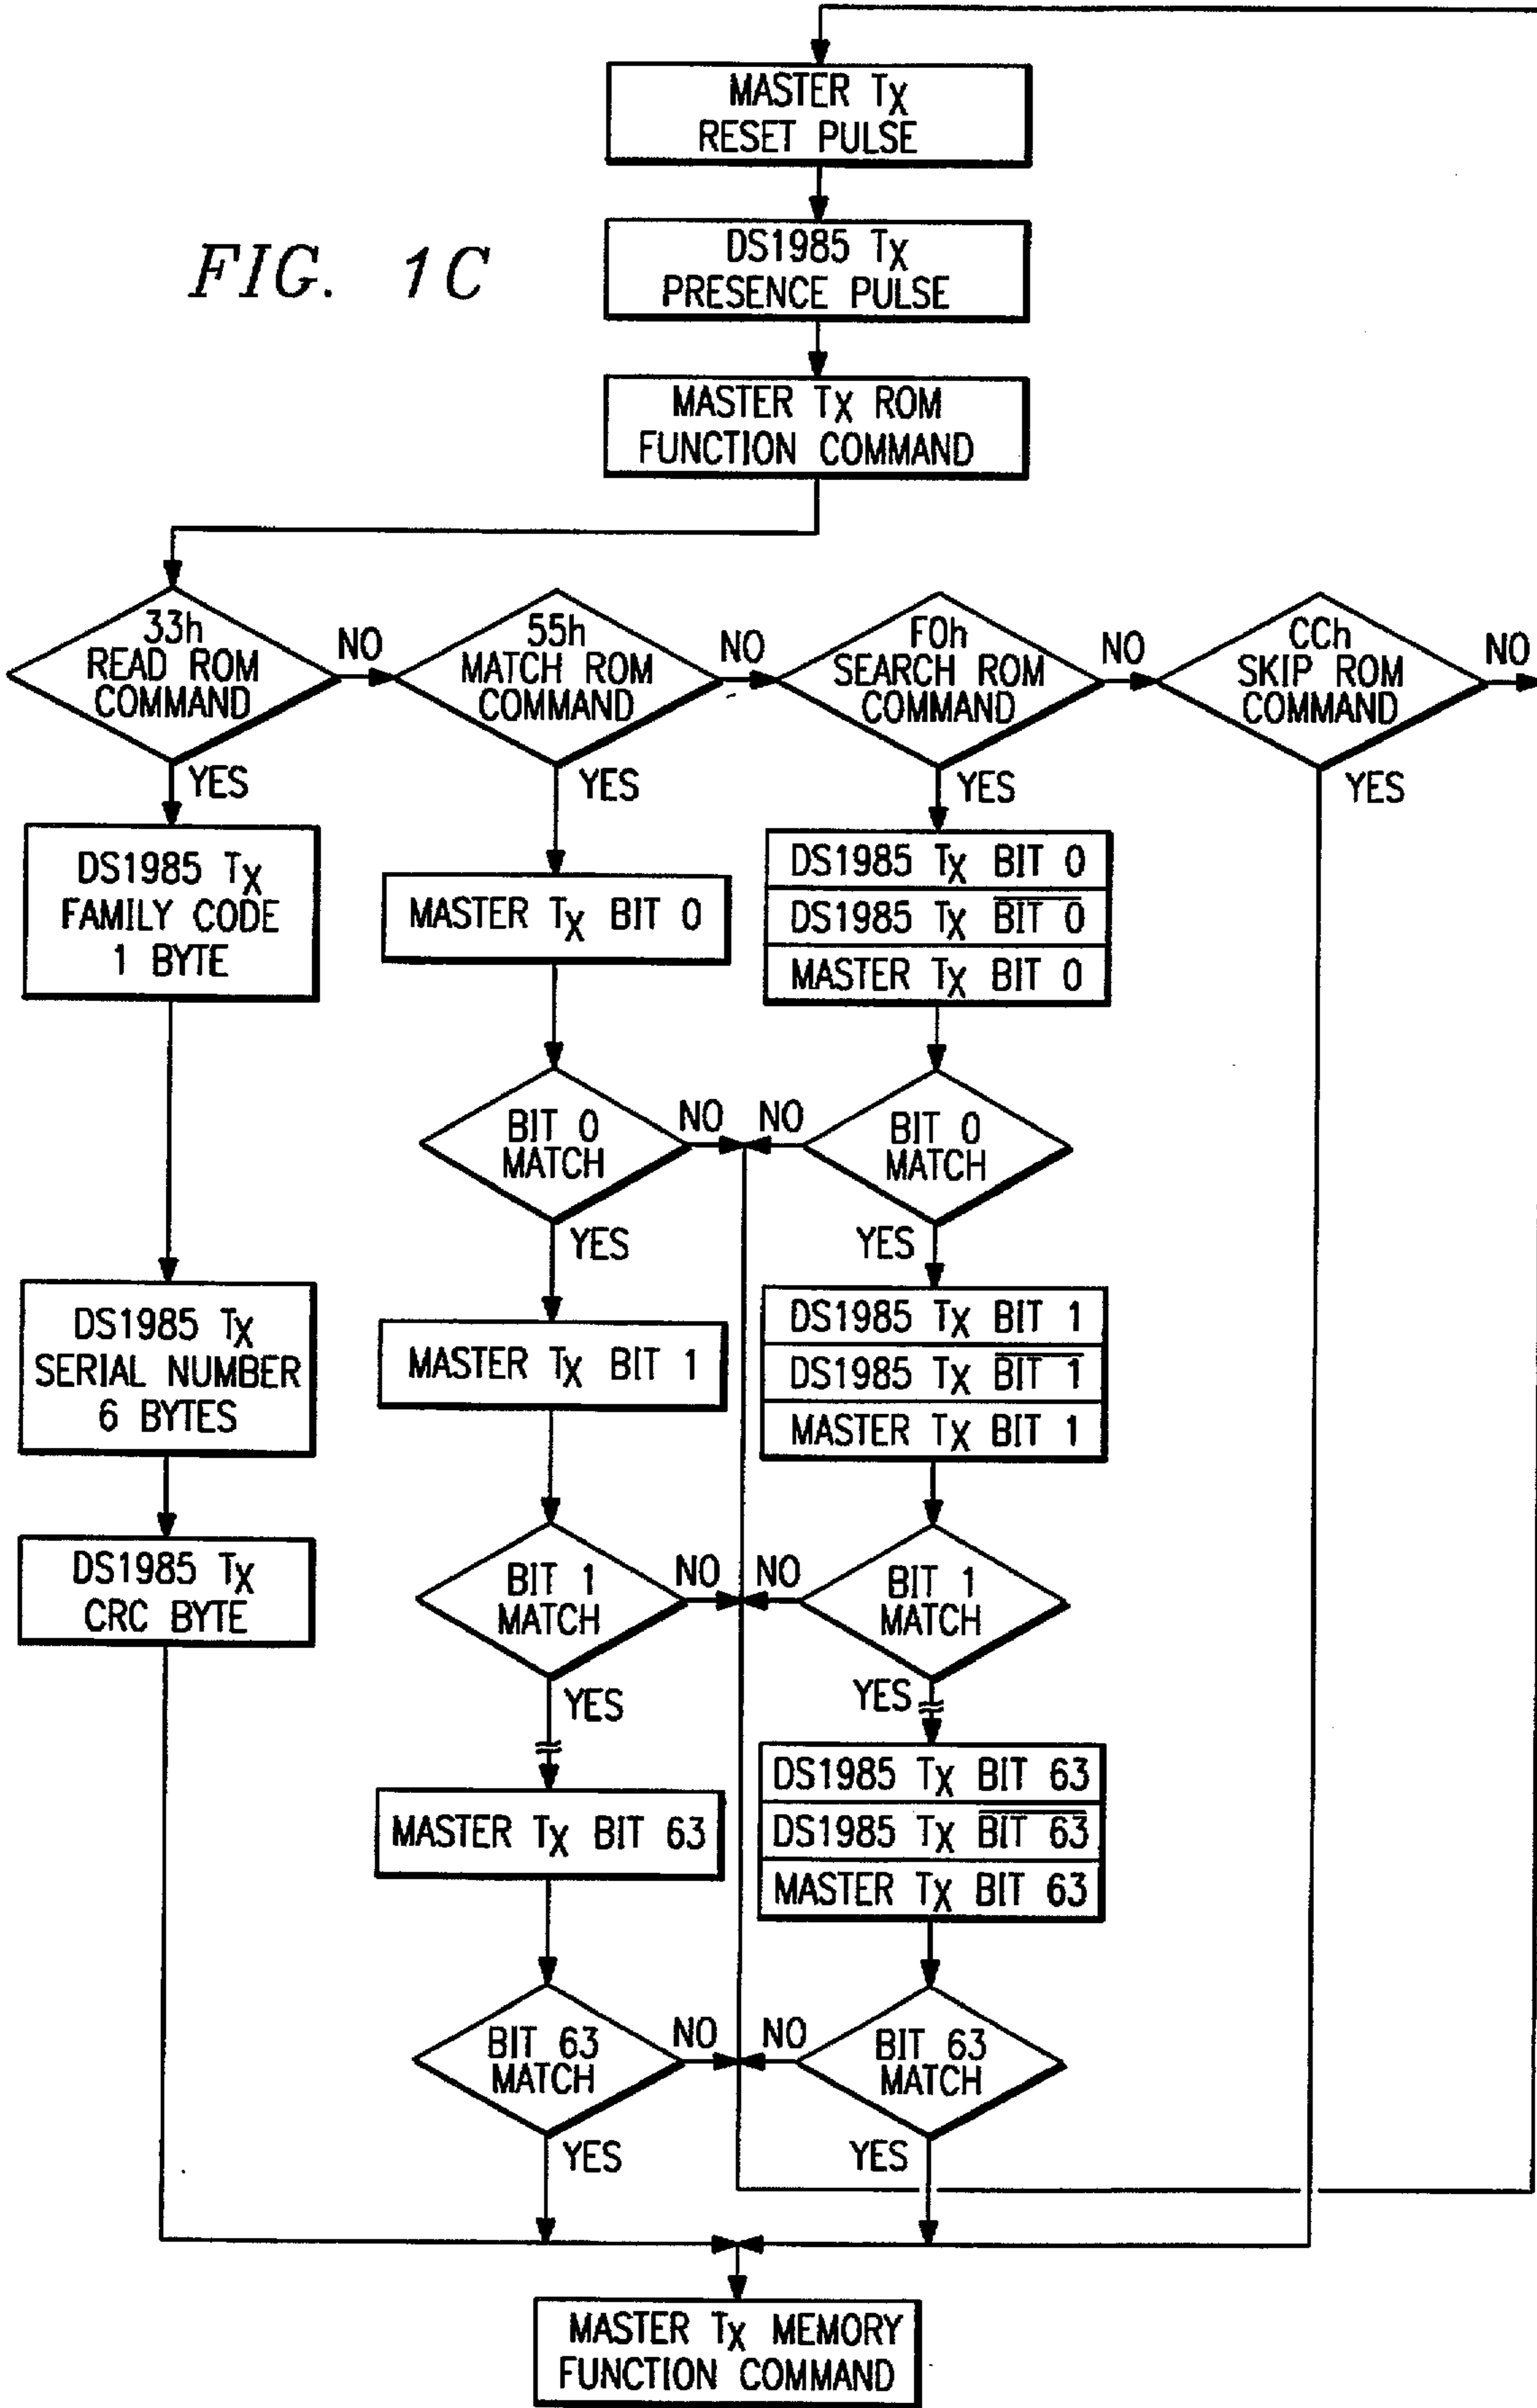 MASTER Tx
RESET PULSE
FIG. 1C
DS1985 Tx
PRESENCE PULSE
MASTER Tx ROM
FUNCTION COMMAND
33h
READ ROM
COMMAND
NO
55h
MATCH ROM
COMMAND
NO
F0h
SEARCH ROM
COMMAND
NO
CCh
SKIP ROM
COMMAND
NO
YES
YES
YES
YES
DS1985 Tx
FAMILY CODE
1 BYTE
MASTER Tx BIT 0
DS1985 Tx BIT 0
DS1985 Tx B̅I̅T̅ ̅0̅
MASTER Tx BIT 0
BIT 0
MATCH
NO
NO
BIT 0
MATCH
YES
YES
DS1985 Tx
SERIAL NUMBER
6 BYTES
MASTER Tx BIT 1
DS1985 Tx BIT 1
DS1985 Tx B̅I̅T̅ ̅1̅
MASTER Tx BIT 1
DS1985 Tx
CRC BYTE
BIT 1
MATCH
NO
NO
BIT 1
MATCH
YES
YES
MASTER Tx BIT 63
DS1985 Tx BIT 63
DS1985 Tx B̅I̅T̅ ̅6̅3̅
MASTER Tx BIT 63
BIT 63
MATCH
NO
NO
BIT 63
MATCH
YES
YES
MASTER Tx MEMORY
FUNCTION COMMAND